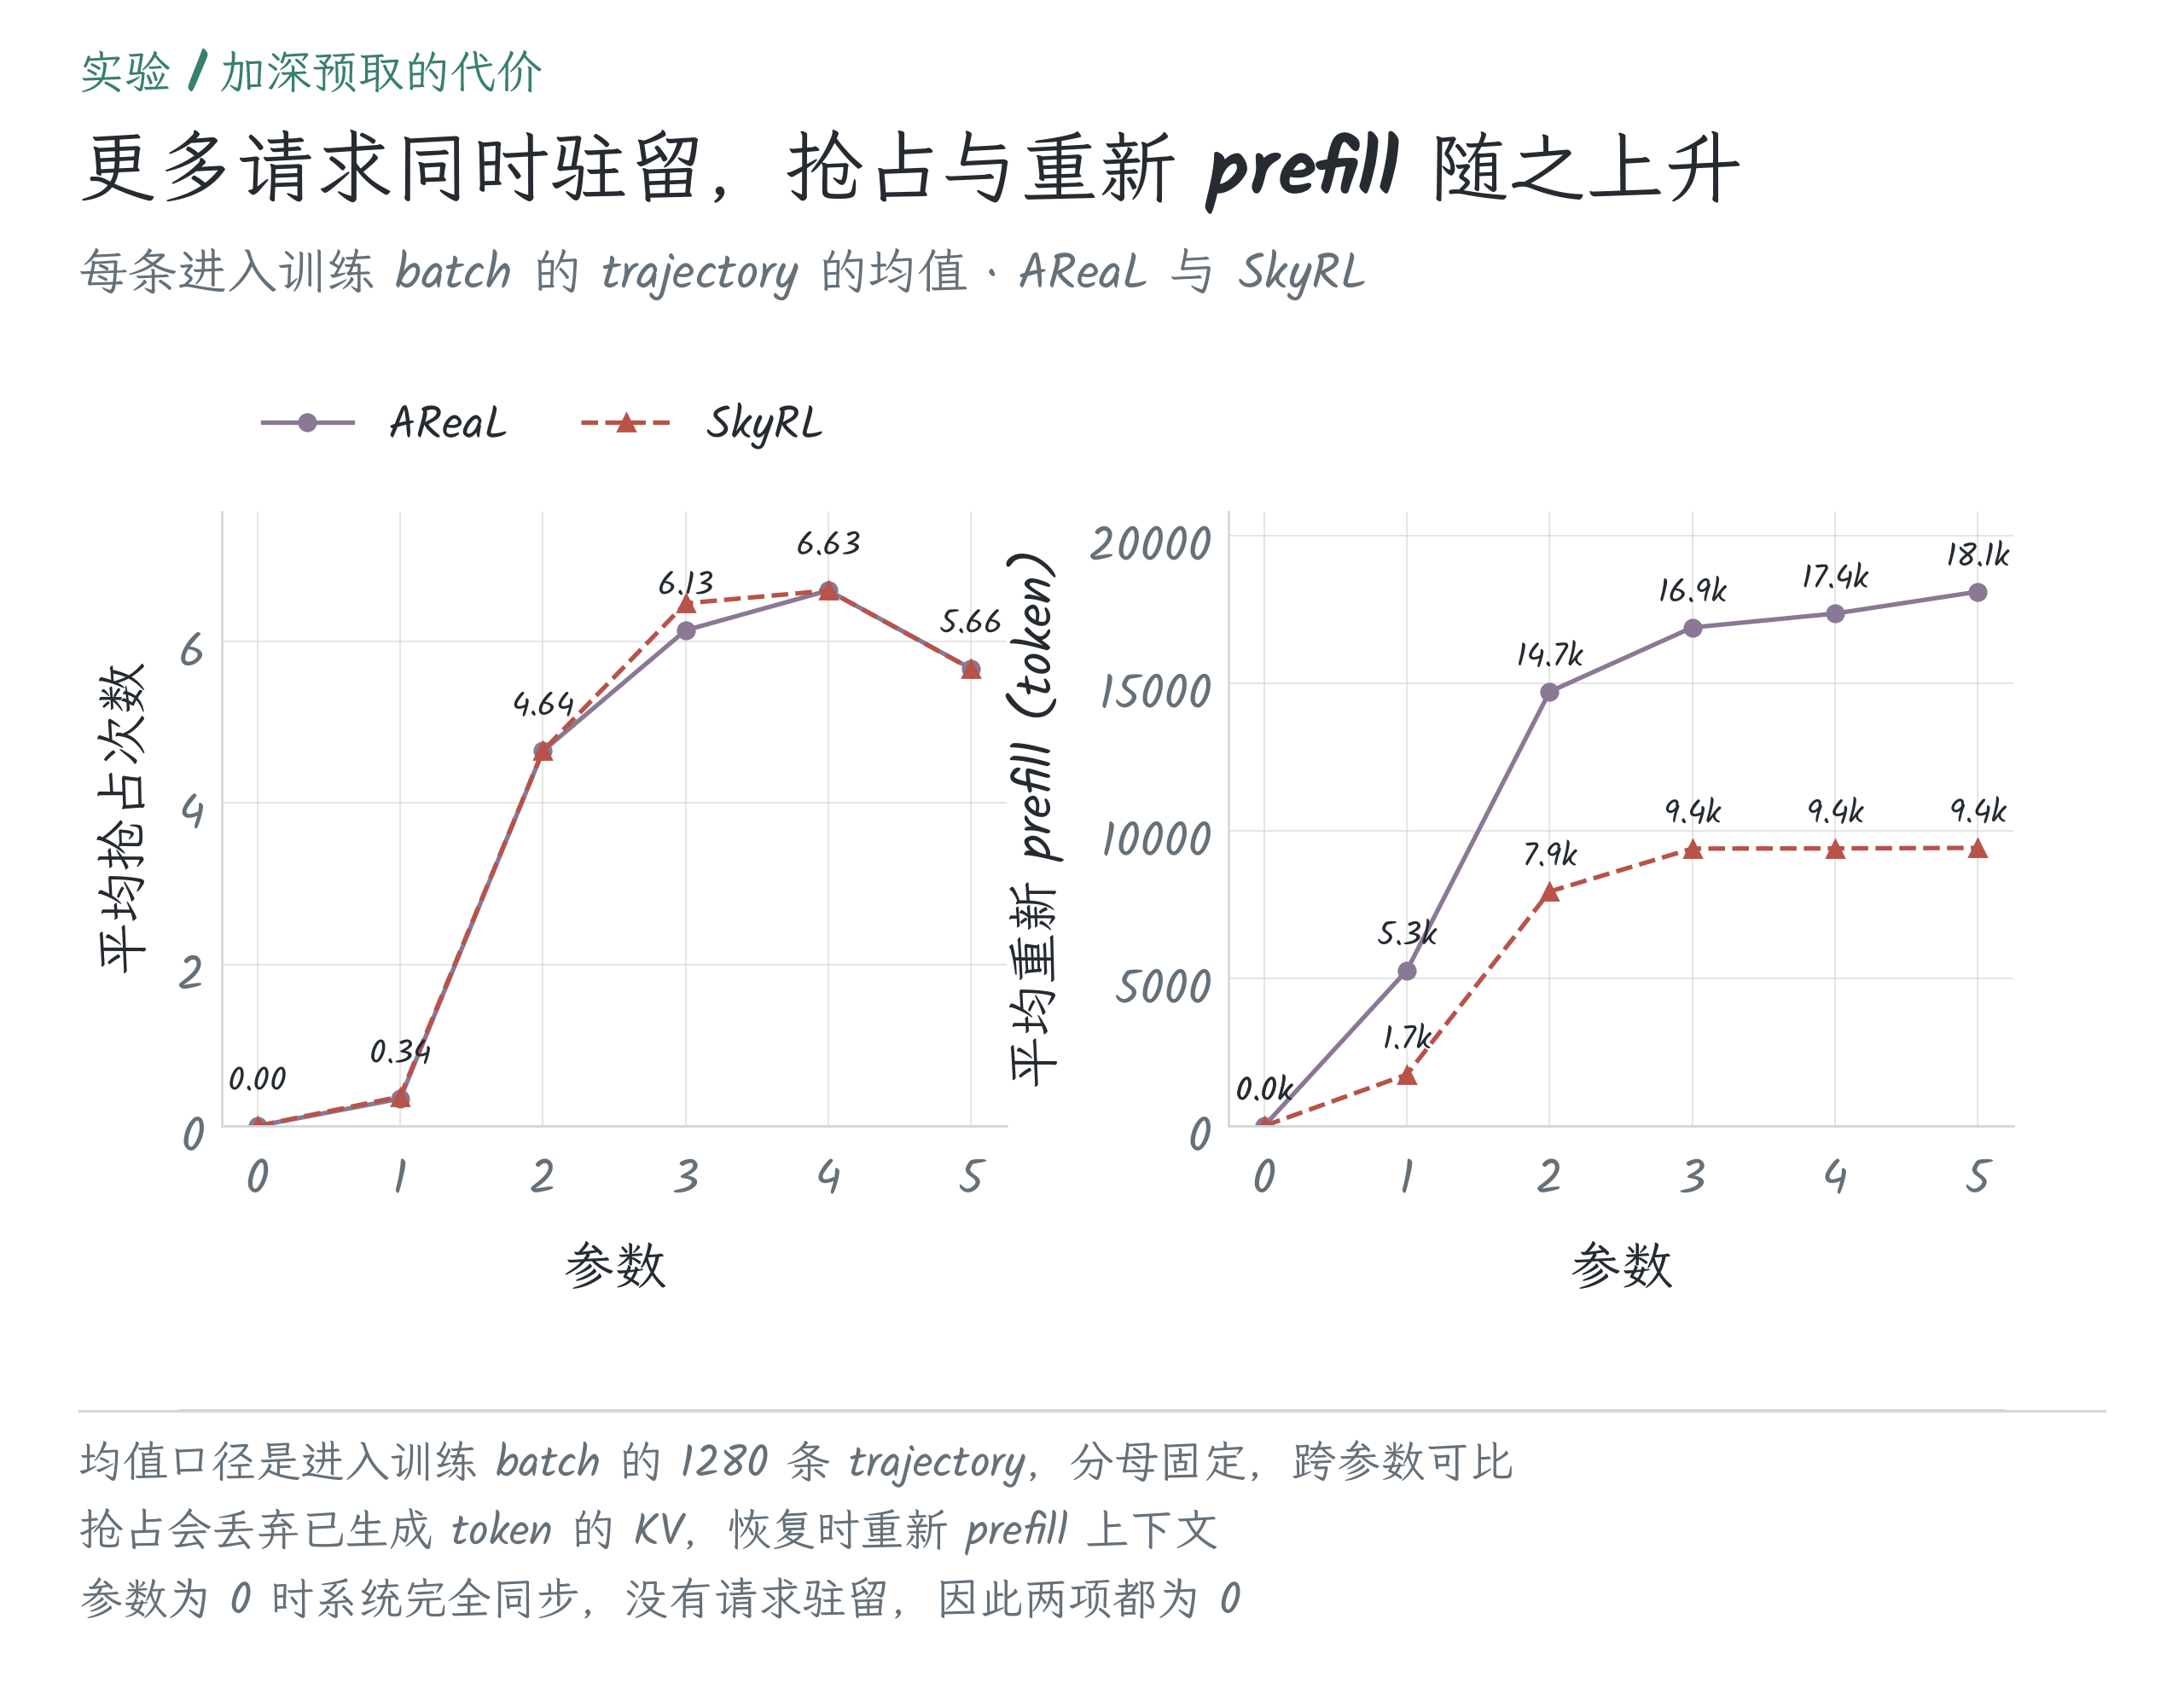 实验 / 加深预取的代价
更多请求同时驻留，抢占与重新 prefill 随之上升
每条进入训练 batch 的 trajectory 的均值 · AReaL 与 SkyRL
AReaL
SkyRL
平均抢占次数
6
4
2
0
0.00
0.34
4.64
6.13
6.63
5.66
0
1
2
3
4
5
参数
平均重新 prefill (token)
20000
15000
10000
5000
0
0.0k
5.3k
14.7k
16.9k
17.4k
18.1k
1.7k
7.9k
9.4k
9.4k
9.4k
0
1
2
3
4
5
参数
均值口径是进入训练 batch 的 1280 条 trajectory，分母固定，跨参数可比
抢占会丢弃已生成 token 的 KV，恢复时重新 prefill 上下文
参数为 0 时系统完全同步，没有请求驻留，因此两项都为 0